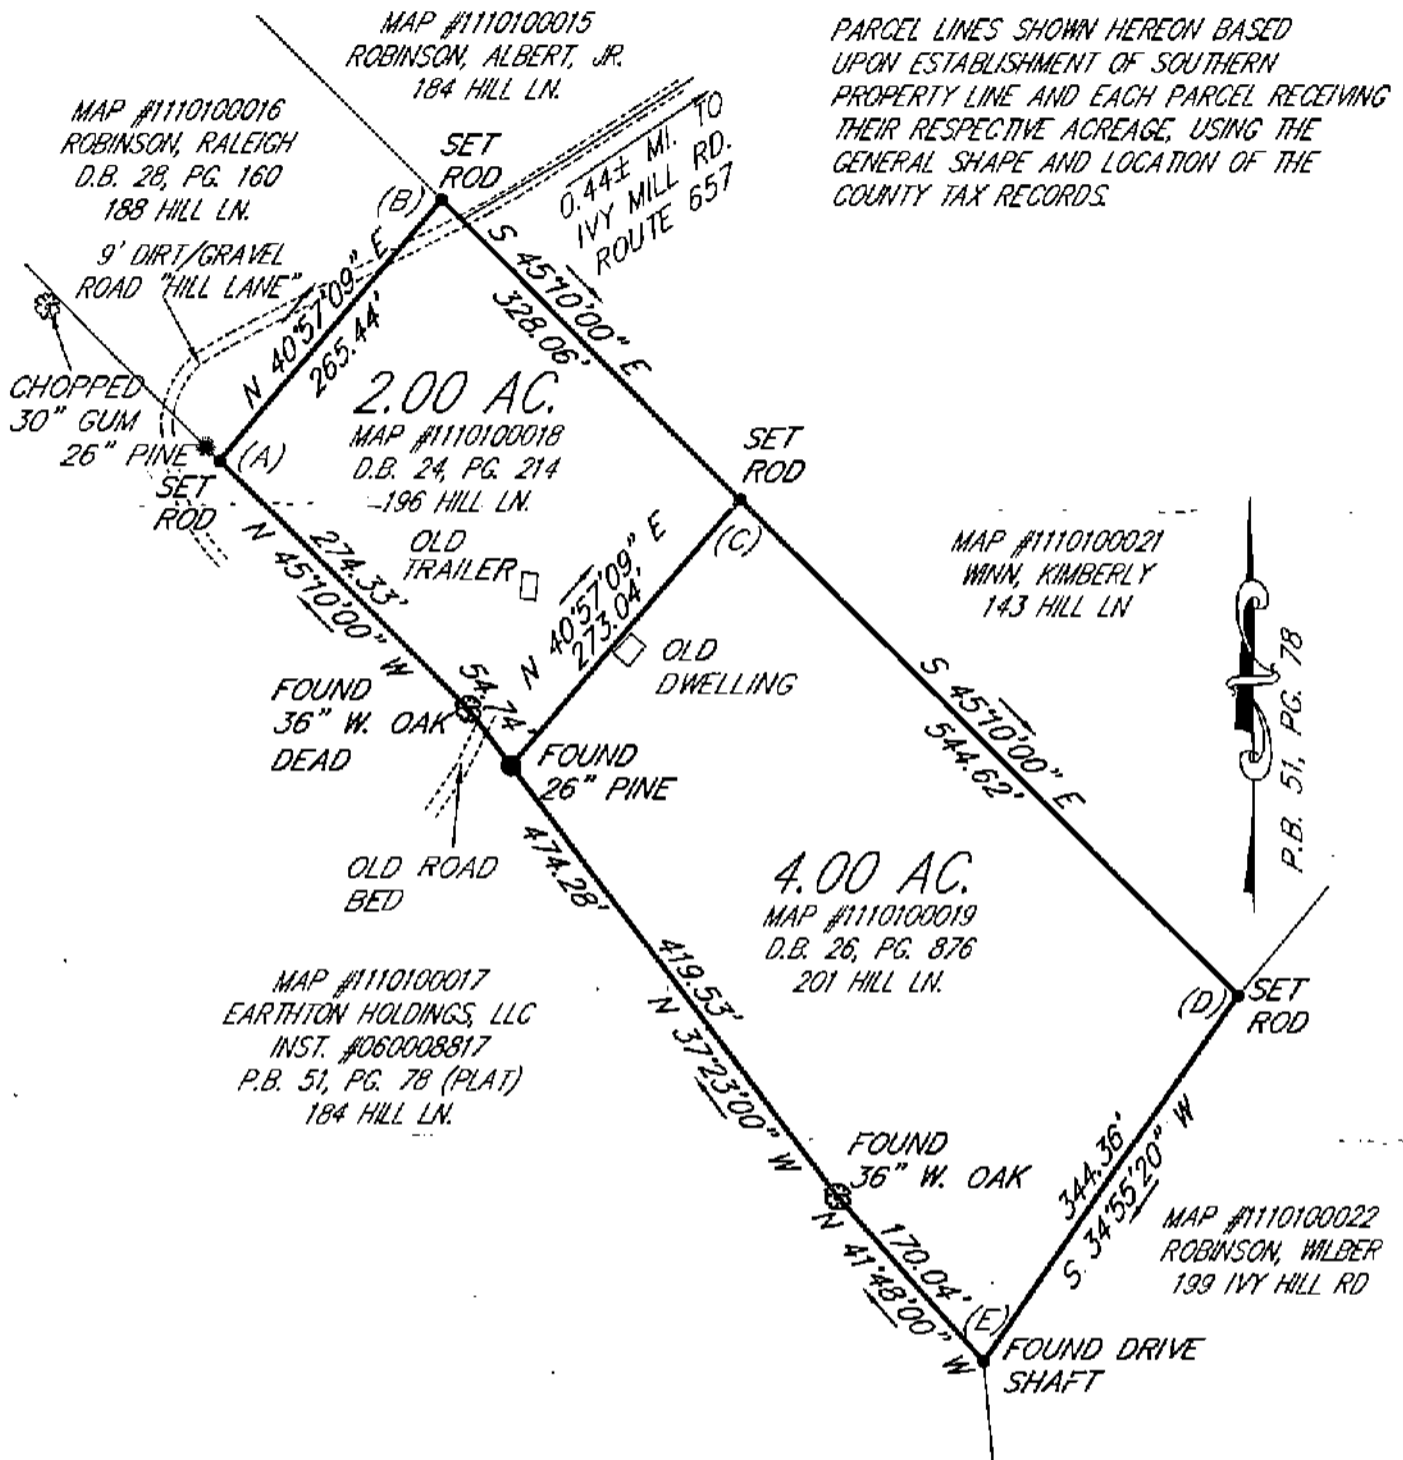 MAP #1110100015
ROBINSON, ALBERT, JR.
184 HILL LN.
PARCEL LINES SHOWN HEREON BASED
UPON ESTABLISHMENT OF SOUTHERN
PROPERTY LINE AND EACH PARCEL RECEIVING
THEIR RESPECTIVE ACREAGE, USING THE
GENERAL SHAPE AND LOCATION OF THE
COUNTY TAX RECORDS.
MAP #1110100016
ROBINSON, RALEIGH
D.B. 28, PG. 160
188 HILL LN.
9' DIRT/GRAVEL
ROAD "HILL LANE"
SET
ROD
(B)
0.44± MI. TO
IVY MILL RD.
ROUTE 657
S 45°10'00" E
328.06'
N 40°57'09" E
265.44'
CHOPPED
30" GUM
26" PINE
(A)
SET
ROD
2.00 AC.
MAP #1110100018
D.B. 24, PG. 214
196 HILL LN.
SET
ROD
(C)
OLD
TRAILER
274.33'
N 45°10'00" W
N 40°57'09" E
273.04'
OLD
DWELLING
MAP #1110100021
WINN, KIMBERLY
143 HILL LN
P.B. 51, PG. 78
FOUND
36" W. OAK
DEAD
54.74'
FOUND
26" PINE
S 45°10'00" E
544.62'
OLD ROAD
BED
474.28'
4.00 AC.
MAP #1110100019
D.B. 26, PG. 876
201 HILL LN.
419.53'
N 37°23'00" W
MAP #1110100017
EARTHTON HOLDINGS, LLC
INST. #060008817
P.B. 51, PG. 78 (PLAT)
184 HILL LN.
(D)
SET
ROD
FOUND
36" W. OAK
344.36'
S 34°55'20" W
170.04'
N 41°48'00" W
MAP #1110100022
ROBINSON, WILBER
199 IVY HILL RD
(E)
FOUND DRIVE
SHAFT